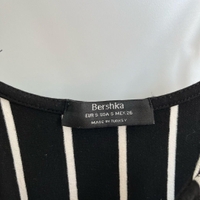 Bershka
EUR S USA S MEX 26
MADE IN TURKEY